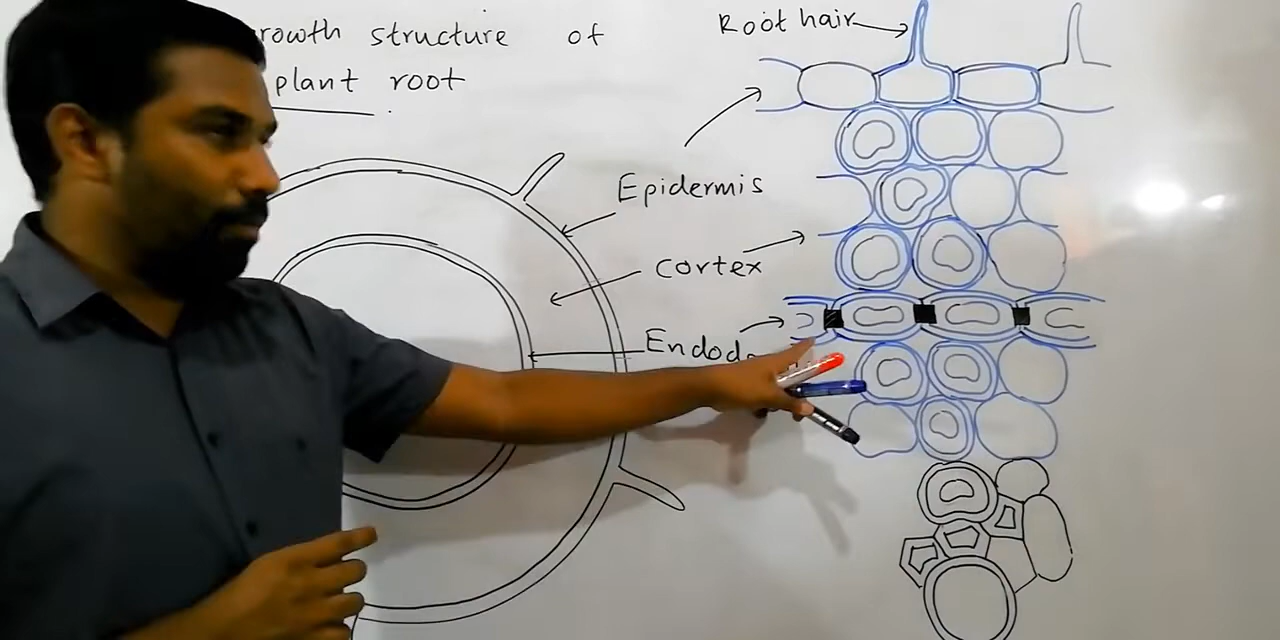 structure of
plant root
Root hair
Epidermis
cortex